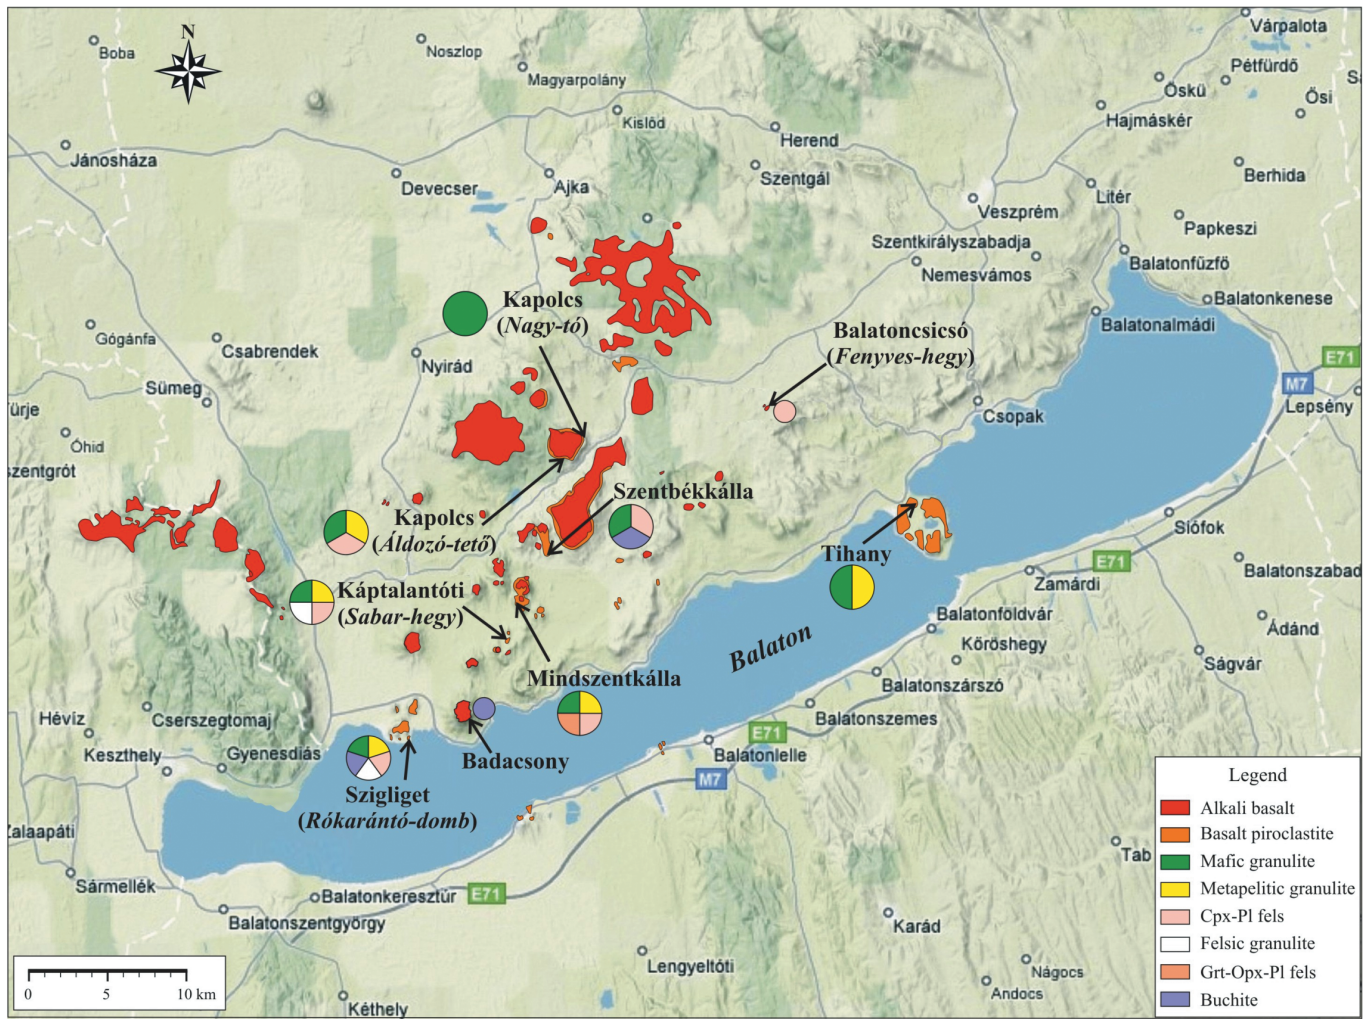 N
Boba
Noszlop
Magyarpolány
Várpalota
Pétfürdő
Öskü
Ősi
Hajmáskér
Kislőd
Herend
Jánosháza
Devecser
Ajka
Szentgál
Berhida
Litér
Veszprém
Papkeszi
Szentkirályszabadja
Nemesvámos
Balatonfűzfő
Balatonkenese
Balatonalmádi
Kapolcs
(Nagy-tó)
Balatoncsicsó
(Fenyves-hegy)
Gógánfa
Csabrendek
Nyirád
E71
M7
Sümeg
Lepsény
ürje
Csopak
Óhid
szentgrót
Szentbékkálla
Kapolcs
(Áldozó-tető)
Siófok
Tihany
E71
Zamárdi
Balatonszabad
Káptalantóti
(Sabar-hegy)
Balatonföldvár
Ádánd
Kőröshegy
Balaton
Ságvár
Mindszentkálla
Balatonszárszó
Hévíz
Cserszegtomaj
Balatonszemes
Keszthely
Gyenesdiás
E71
Balatonlelle
Badacsony
M7
Szigliget
(Rókarántó-domb)
Zalaapáti
Tab
Sármellék
Balatonkeresztúr
E71
Balatonszentgyörgy
Karád
Lengyeltóti
Nágocs
Andocs
Kéthely
0 5 10 km
Legend
Alkali basalt
Basalt piroclastite
Mafic granulite
Metapelitic granulite
Cpx-Pl fels
Felsic granulite
Grt-Opx-Pl fels
Buchite